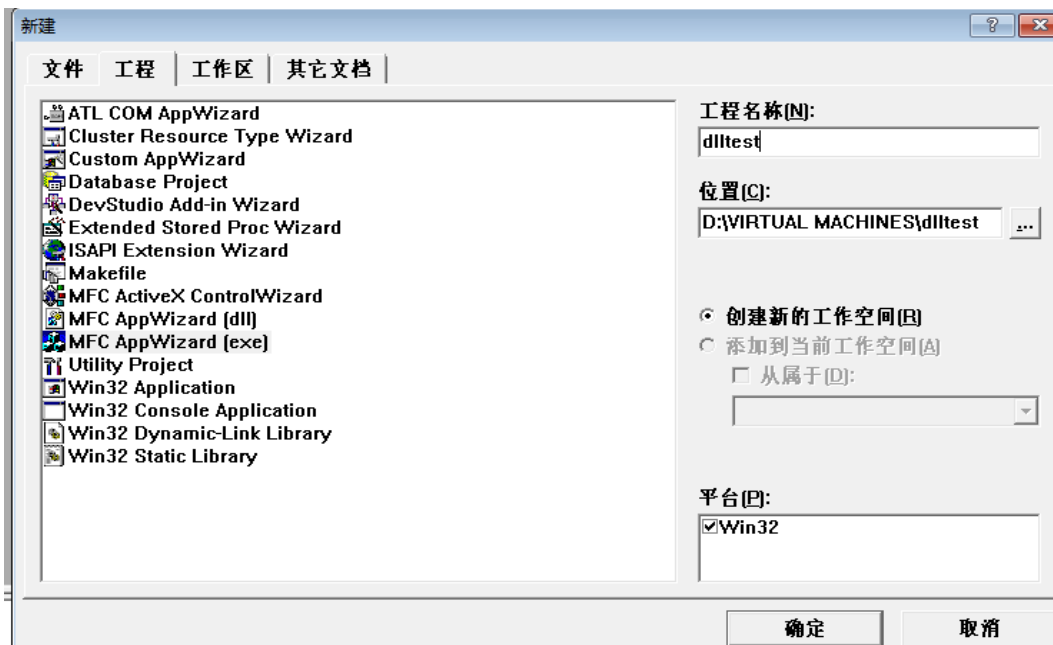 新建
文件 工程 工作区 其它文档
ATL COM AppWizard
Cluster Resource Type Wizard
Custom AppWizard
Database Project
DevStudio Add-in Wizard
Extended Stored Proc Wizard
ISAPI Extension Wizard
Makefile
MFC ActiveX ControlWizard
MFC AppWizard (dll)
MFC AppWizard (exe)
Utility Project
Win32 Application
Win32 Console Application
Win32 Dynamic-Link Library
Win32 Static Library
工程名称(N):
dlltest
位置(C):
D:\VIRTUAL MACHINES\dlltest ...
创建新的工作空间(R)
添加到当前工作空间(A)
从属于(D):
平台(P):
Win32
确定 取消